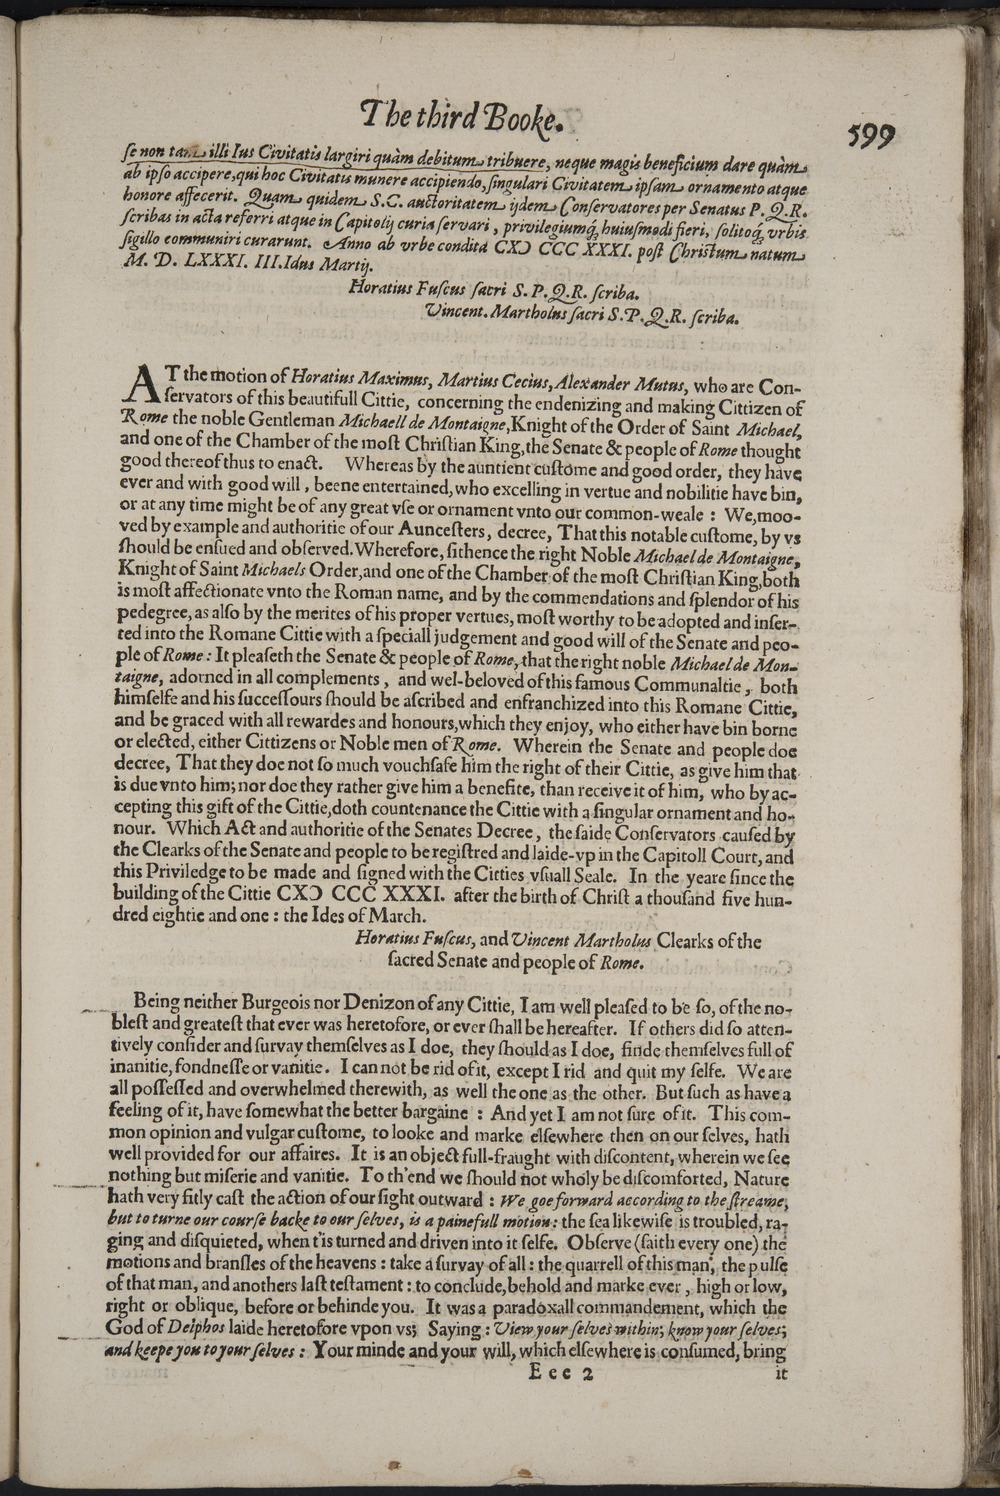 The third Booke.
599
ſe non tam illi Ius Civitatis largiri quàm debitum tribuere, neque magis beneficium dare quàm
ab ipſo accipere, qui hoc Civitatis munere accipiendo, ſingulari Civitatem ipſam ornamento atque
honore affecerit. Quam quidem S.C. auctoritatem ijdem Conſervatores per Senatus P. Q. R.
ſcribas in acta referri atque in Capitolij curia ſervari, privilegiumq́, huiuſmodi fieri, ſolitoq́, vrbis
ſigillo communiri curarunt. Anno ab vrbe condita CXↃ CCC XXXI. poſt Chriſtum natum
M. D. LXXXI. III. Idus Martij.
Horatius Fuſcus ſacri S. P. Q. R. ſcriba.
Vincent. Martholus ſacri S. P. Q. R. ſcriba.
AT the motion of Horatius Maximus, Martius Cecius, Alexander Mutus, who are Con-
ſervators of this beautifull Cittie, concerning the endenizing and making Cittizen of
Rome the noble Gentleman Michaell de Montaigne, Knight of the Order of Saint Michael,
and one of the Chamber of the moſt Chriſtian King, the Senate & people of Rome thought
good thereof thus to enact. Whereas by the auntient cuſtome and good order, they have
ever and with good will, beene entertained, who excelling in vertue and nobilitie have bin,
or at any time might be of any great vſe or ornament vnto our common-weale : We, moo-
ved by example and authoritie of our Aunceſters, decree, That this notable cuſtome, by vs
ſhould be enſued and obſerved. Wherefore, ſithence the right Noble Michael de Montaigne,
Knight of Saint Michaels Order, and one of the Chamber of the moſt Chriſtian King, both
is moſt affectionate vnto the Roman name, and by the commendations and ſplendor of his
pedegree, as alſo by the merites of his proper vertues, moſt worthy to be adopted and inſer-
ted into the Romane Cittie with a ſpeciall judgement and good will of the Senate and peo-
ple of Rome : It pleaſeth the Senate & people of Rome, that the right noble Michael de Mon-
taigne, adorned in all complements, and wel-beloved of this famous Communaltie, both
himſelfe and his ſucceſſours ſhould be aſcribed and enfranchized into this Romane Cittie,
and be graced with all rewardes and honours, which they enjoy, who either have bin borne
or elected, either Cittizens or Noble men of Rome. Wherein the Senate and people doe
decree, That they doe not ſo much vouchſafe him the right of their Cittie, as give him that
is due vnto him; nor doe they rather give him a benefite, than receive it of him, who by ac-
cepting this gift of the Cittie, doth countenance the Cittie with a ſingular ornament and ho-
nour. Which Act and authoritie of the Senates Decree, the ſaide Conſervators cauſed by
the Clearks of the Senate and people to be regiſtred and laide-vp in the Capitoll Court, and
this Priviledge to be made and ſigned with the Citties vſuall Seale. In the yeare ſince the
building of the Cittie CXↃ CCC XXXI. after the birth of Chriſt a thouſand five hun-
dred eightie and one : the Ides of March.
Horatius Fuſcus, and Vincent Martholus Clearks of the
ſacred Senate and people of Rome.
Being neither Burgeois nor Denizon of any Cittie, I am well pleaſed to be ſo, of the no-
bleſt and greateſt that ever was heretofore, or ever ſhall be hereafter. If others did ſo atten-
tively conſider and ſurvay themſelves as I doe, they ſhould as I doe, finde themſelves full of
inanitie, fondneſſe or vanitie. I can not be rid of it, except I rid and quit my ſelfe. We are
all poſſeſſed and overwhelmed therewith, as well the one as the other. But ſuch as have a
feeling of it, have ſomewhat the better bargaine : And yet I am not ſure of it. This com-
mon opinion and vulgar cuſtome, to looke and marke elſewhere then on our ſelves, hath
well provided for our affaires. It is an object full-fraught with diſcontent, wherein we ſee
nothing but miſerie and vanitie. To th'end we ſhould not wholy be diſcomforted, Nature
hath very fitly caſt the action of our ſight outward : We goe forward according to the ſtreame,
but to turne our courſe backe to our ſelves, is a painefull motion : the ſea likewiſe is troubled, ra-
ging and diſquieted, when t'is turned and driven into it ſelfe. Obſerve (ſaith every one) the
motions and branſles of the heavens : take a ſurvay of all : the quarrell of this man, the pulſe
of that man, and anothers laſt teſtament : to conclude, behold and marke ever, high or low,
right or oblique, before or behinde you. It was a paradoxall commandement, which the
God of Delphos laide heretofore vpon vs; Saying : View your ſelves within; know your ſelves;
and keepe you to your ſelves : Your minde and your will, which elſewhere is conſumed, bring
Eee 2
it